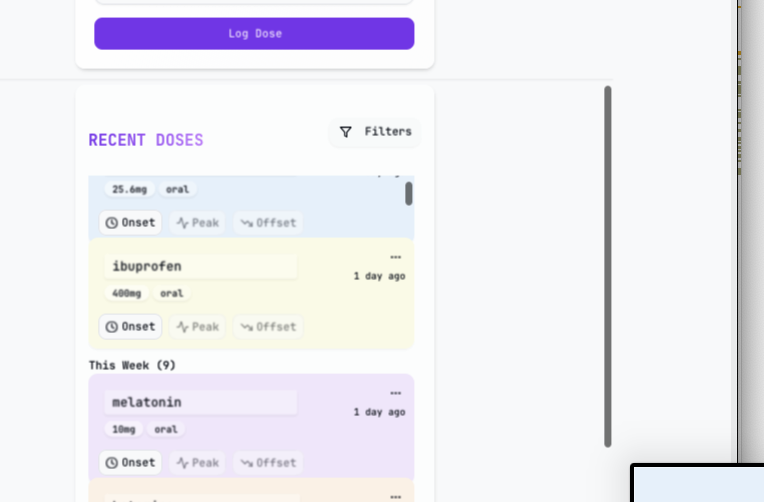 Log Dose
RECENT DOSES
Filters
25.6mg oral
Onset Peak Offset
ibuprofen
...
1 day ago
400mg oral
Onset Peak Offset
This Week (9)
melatonin
...
1 day ago
10mg oral
Onset Peak Offset
...